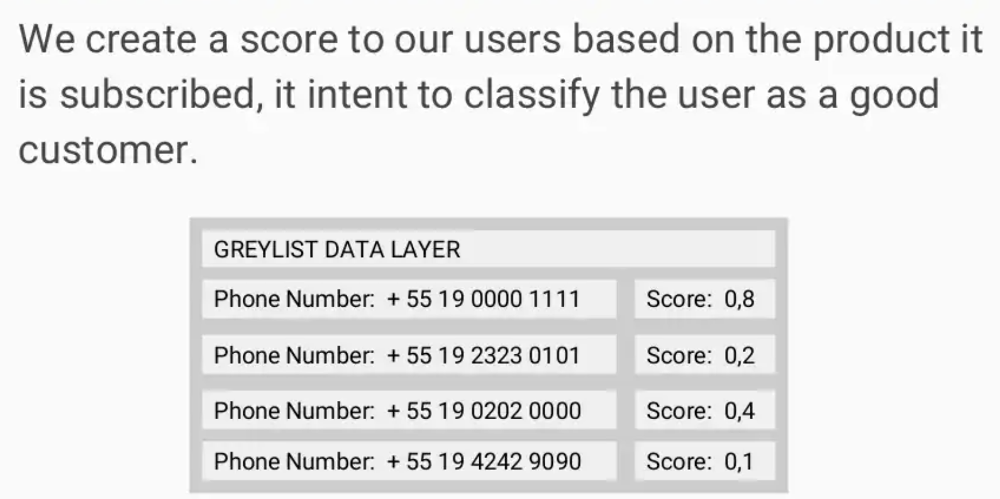 We create a score to our users based on the product it
is subscribed, it intent to classify the user as a good
customer.
GREYLIST DATA LAYER
Phone Number: + 55 19 0000 1111 Score: 0,8
Phone Number: + 55 19 2323 0101 Score: 0,2
Phone Number: + 55 19 0202 0000 Score: 0,4
Phone Number: + 55 19 4242 9090 Score: 0,1